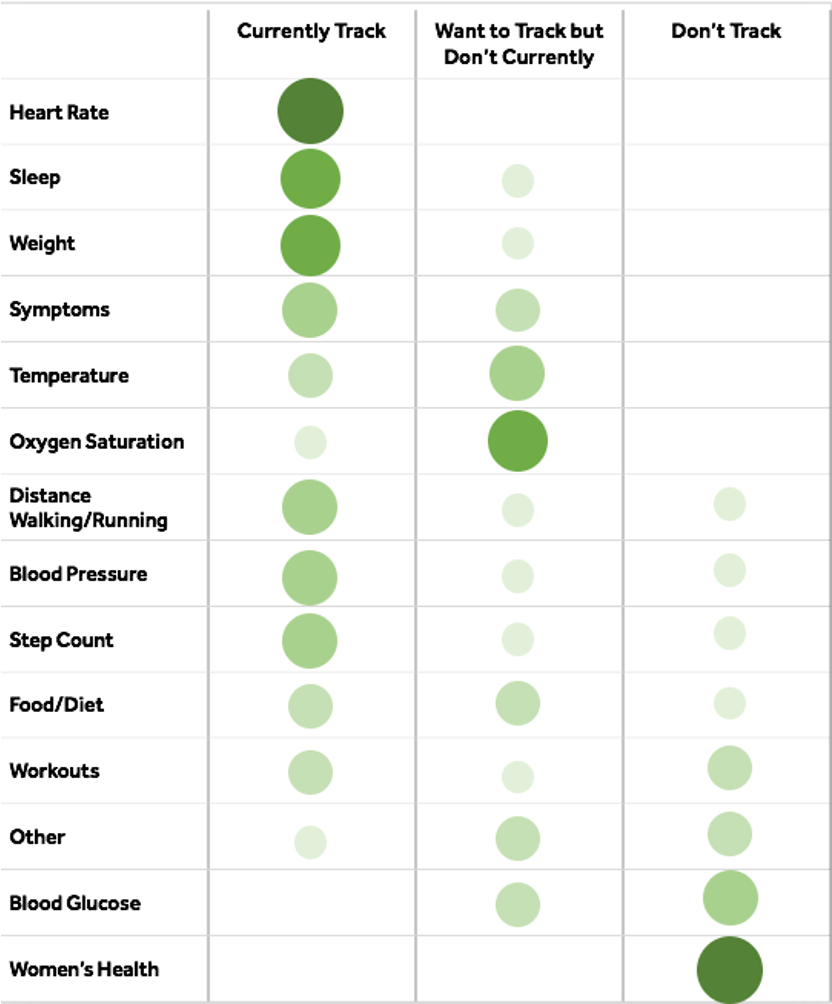 Currently Track
Want to Track but
Don't Currently
Don't Track
Heart Rate
Sleep
Weight
Symptoms
Temperature
Oxygen Saturation
Distance
Walking/Running
Blood Pressure
Step Count
Food/Diet
Workouts
Other
Blood Glucose
Women's Health